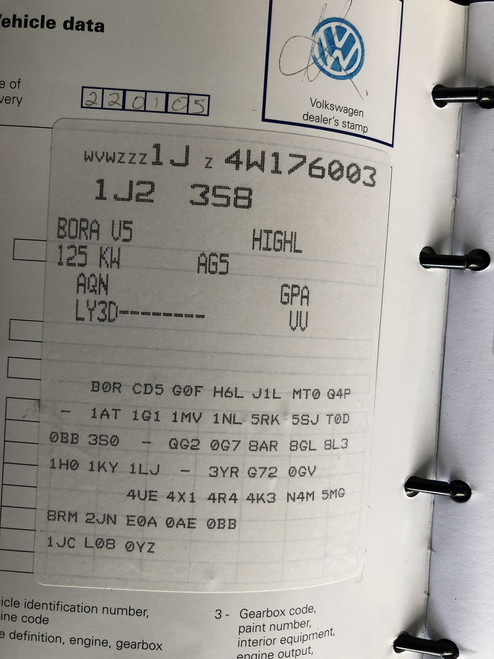 Vehicle data
e of
very
220105
Volkswagen
dealer's stamp
WVWZZZ1J Z 4W176003
1J2 3S8
BORA V5 HIGHL
125 KW AG5
AQN GPA
LY3D--------- VV
B0R CD5 G0F H6L J1L MT0 Q4P
- 1AT 1G1 1MV 1NL 5RK 5SJ T0D
0BB 3S0 - QG2 0G7 8AR 8GL 8L3
1H0 1KY 1LJ - 3YR G72 0GV
4UE 4X1 4R4 4K3 N4M 5MG
8RM 2JN E0A 0AE 0BB
1JC L08 0YZ
icle identification number,
ine code
e definition, engine, gearbox
3 - Gearbox code,
paint number,
interior equipment,
engine output,